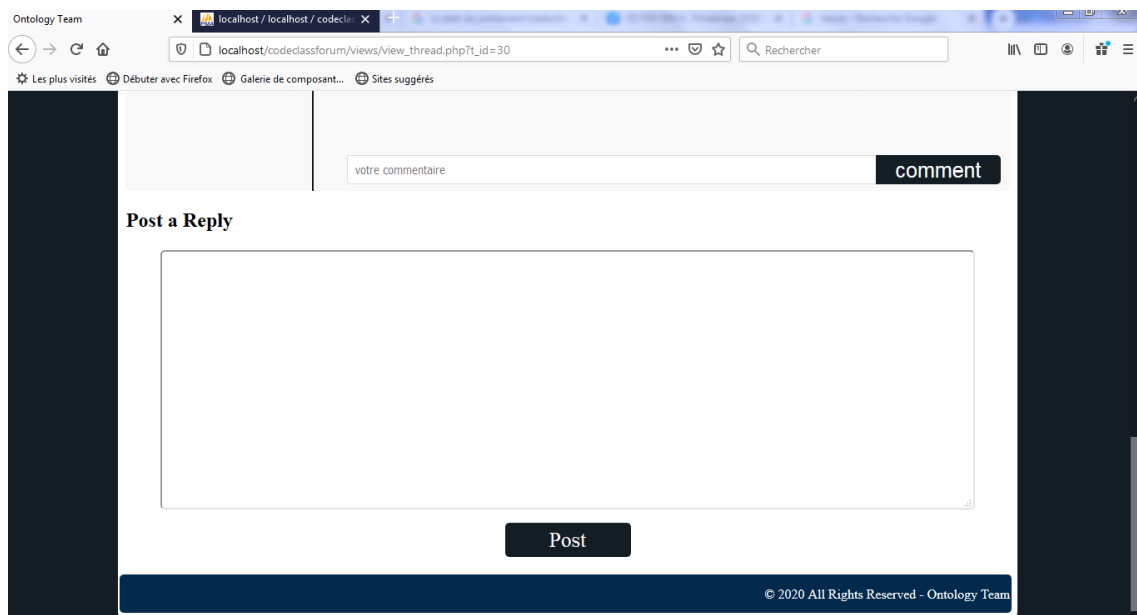 Ontology Team
localhost / localhost / codeclas
localhost/codeclassforum/views/view_thread.php?t_id=30
Rechercher
Les plus visités Débuter avec Firefox Galerie de composant... Sites suggérés
votre commentaire
comment
Post a Reply
Post
© 2020 All Rights Reserved - Ontology Team